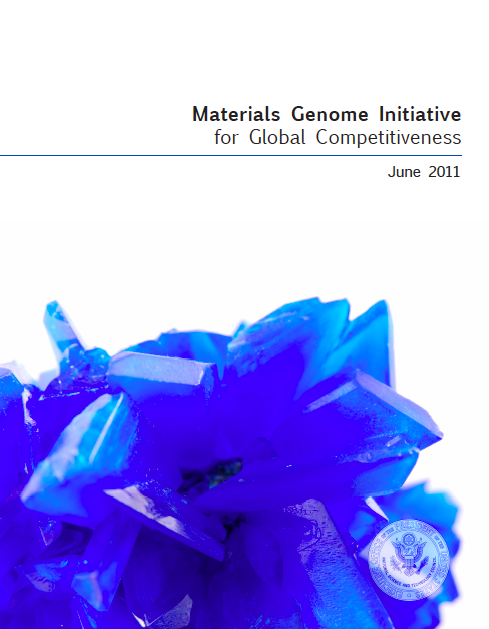 Materials Genome Initiative
for Global Competitiveness
June 2011